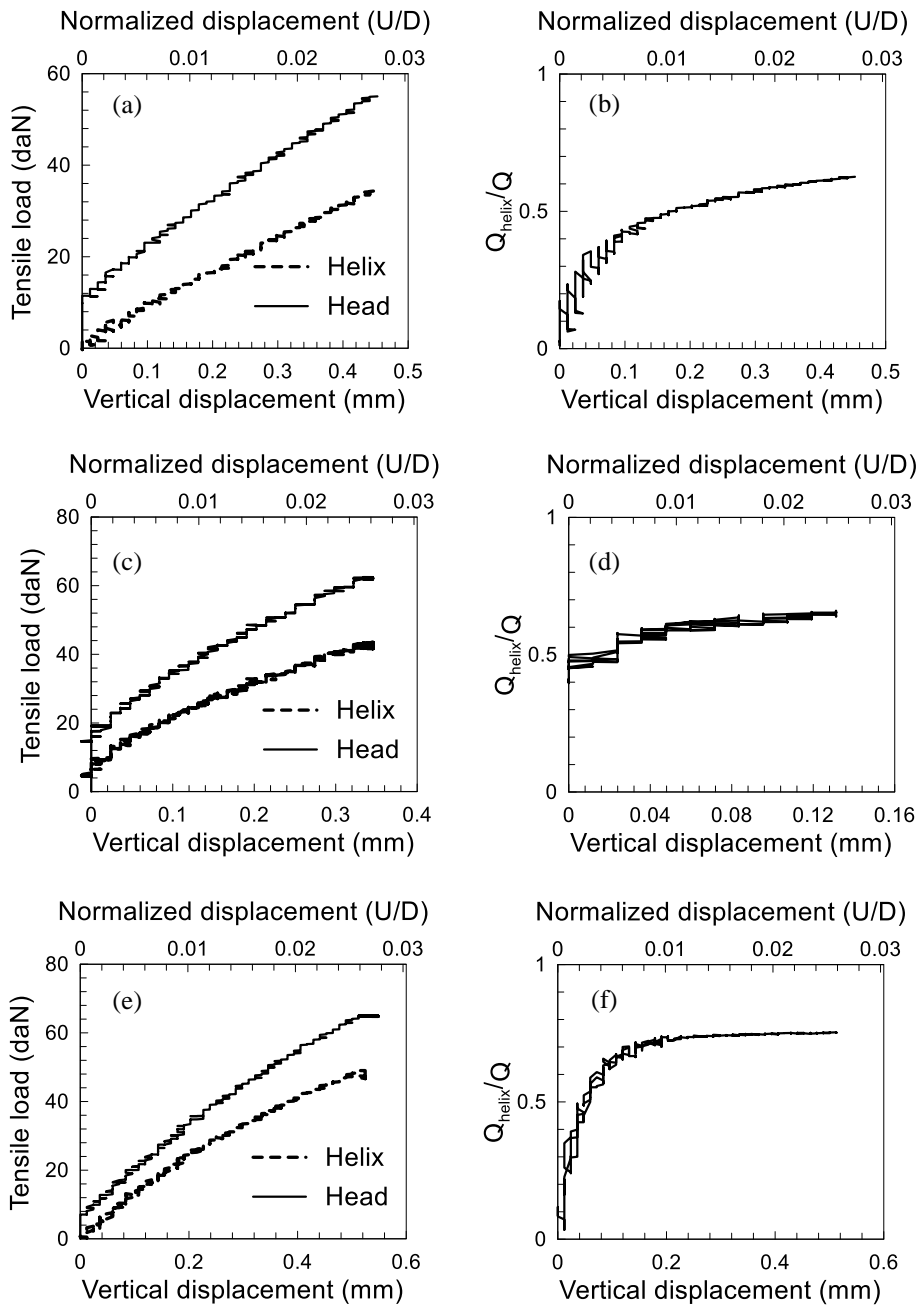 Normalized displacement (U/D)
0 0.01 0.02 0.03
60
40
20
0
Tensile load (daN)
(a)
Helix
Head
0 0.1 0.2 0.3 0.4 0.5
Vertical displacement (mm)
Normalized displacement (U/D)
0 0.01 0.02 0.03
1
0.5
0
Qhelix/Q
(b)
0 0.1 0.2 0.3 0.4 0.5
Vertical displacement (mm)
Normalized displacement (U/D)
0 0.01 0.02 0.03
80
60
40
20
0
Tensile load (daN)
(c)
Helix
Head
0 0.1 0.2 0.3 0.4
Vertical displacement (mm)
Normalized displacement (U/D)
0 0.01 0.02 0.03
1
0.5
0
Qhelix/Q
(d)
0 0.04 0.08 0.12 0.16
Vertical displacement (mm)
Normalized displacement (U/D)
0 0.01 0.02 0.03
80
60
40
20
0
Tensile load (daN)
(e)
Helix
Head
0 0.2 0.4 0.6
Vertical displacement (mm)
Normalized displacement (U/D)
0 0.01 0.02 0.03
1
0.5
0
Qhelix/Q
(f)
0 0.2 0.4 0.6
Vertical displacement (mm)